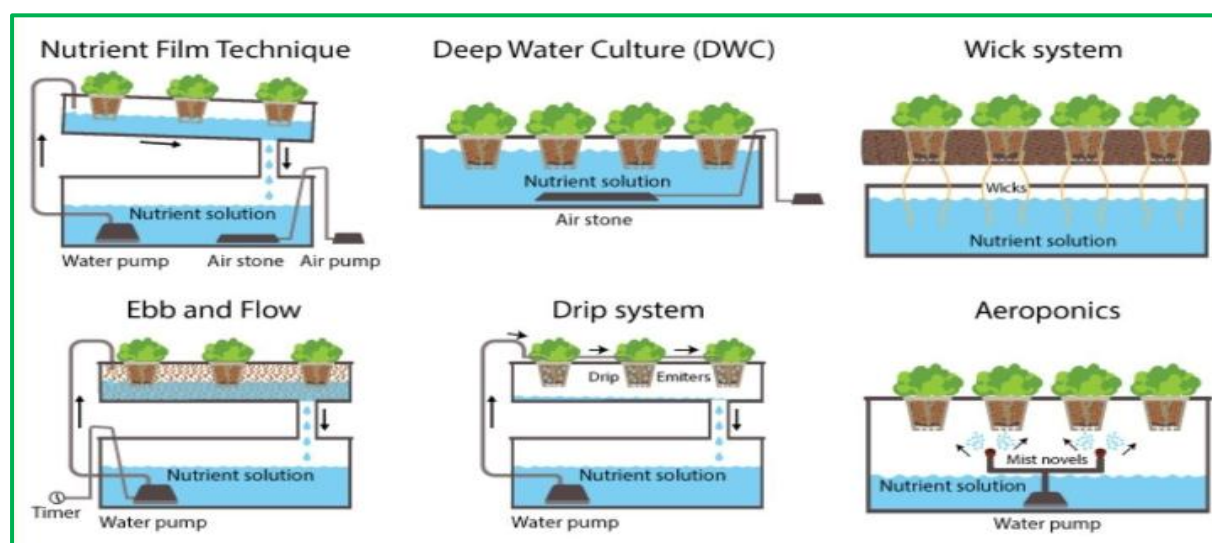 Nutrient Film Technique
Nutrient solution
Water pump
Air stone
Air pump
Deep Water Culture (DWC)
Nutrient solution
Air stone
Wick system
Wicks
Nutrient solution
Ebb and Flow
Nutrient solution
Timer
Water pump
Drip system
Drip
Emiters
Nutrient solution
Water pump
Aeroponics
Mist novels
Nutrient solution
Water pump